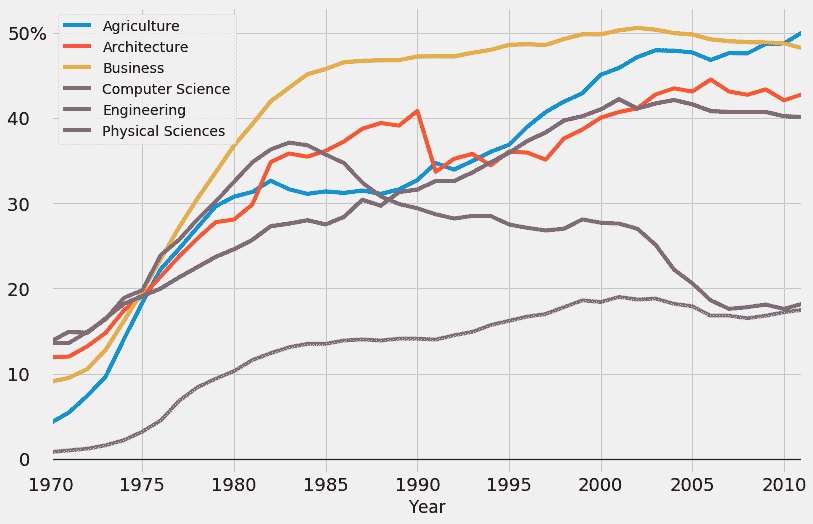 Agriculture
Architecture
Business
Computer Science
Engineering
Physical Sciences
50%
40
30
20
10
0
1970 1975 1980 1985 1990 1995 2000 2005 2010
Year